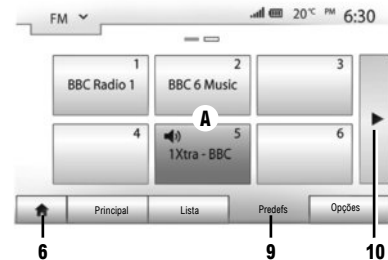 FM 20°C PM 6:30
1 2 3
BBC Radio 1 BBC 6 Music
A
4 5 6
1Xtra - BBC
Principal Lista Predefs Opções
6 9 10